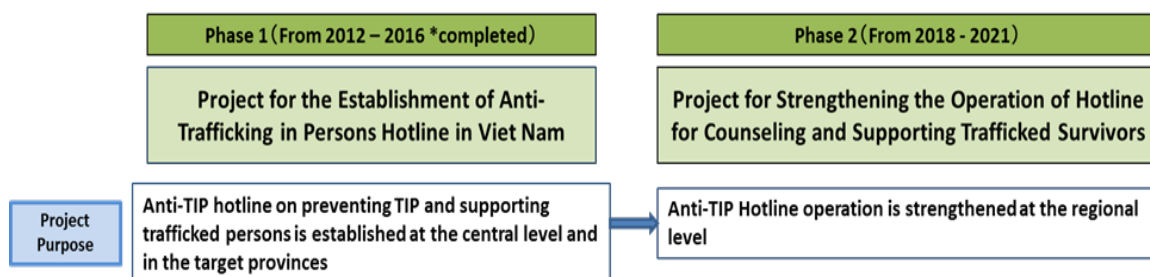 Phase 1(From 2012 – 2016 *completed)
Phase 2(From 2018 - 2021)
Project for the Establishment of Anti-
Trafficking in Persons Hotline in Viet Nam
Project for Strengthening the Operation of Hotline
for Counseling and Supporting Trafficked Survivors
Project
Purpose
Anti-TIP hotline on preventing TIP and supporting
trafficked persons is established at the central level and
in the target provinces
Anti-TIP Hotline operation is strengthened at the regional
level